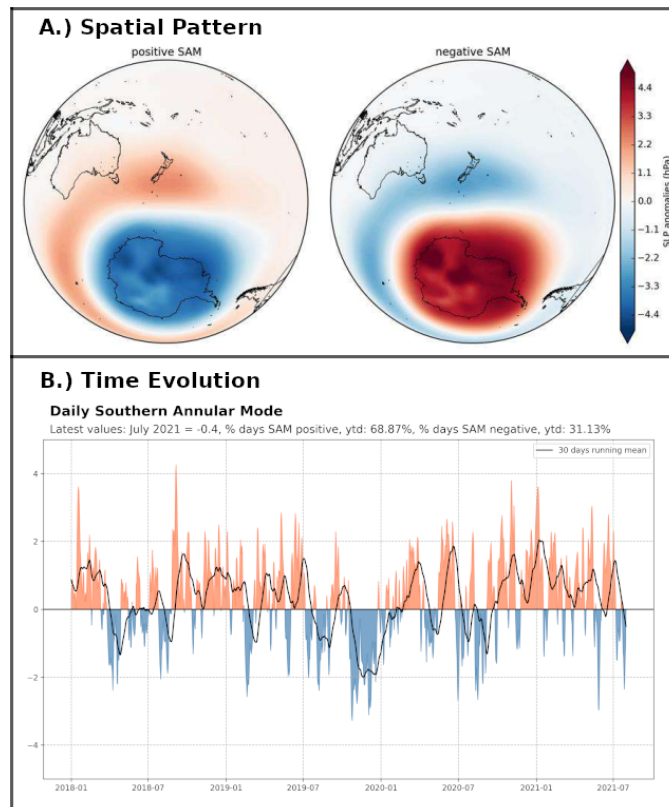 A.) Spatial Pattern
positive SAM
negative SAM
4.4
3.3
2.2
1.1
0.0
−1.1
−2.2
−3.3
−4.4
SLP anomalies (hPa)
B.) Time Evolution
Daily Southern Annular Mode
Latest values: July 2021 = -0.4, % days SAM positive, ytd: 68.87%, % days SAM negative, ytd: 31.13%
30 days running mean
4
2
0
−2
−4
2018-01
2018-07
2019-01
2019-07
2020-01
2020-07
2021-01
2021-07